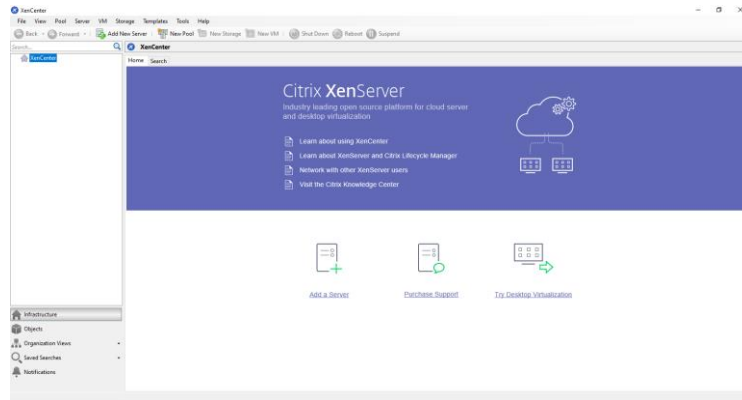 XenCenter
File View Pool Server VM Storage Templates Tools Help
Back Forward Add New Server New Pool New Storage New VM Shut Down Reboot Suspend
Search...
XenCenter
XenCenter
Home Search
Citrix XenServer
Industry leading open source platform for cloud server
and desktop virtualization
Learn about using XenCenter
Learn about XenServer and Citrix Lifecycle Manager
Network with other XenServer users
Visit the Citrix Knowledge Center
Add a Server Purchase Support Try Desktop Virtualization
Infrastructure
Objects
Organization Views
Saved Searches
Notifications